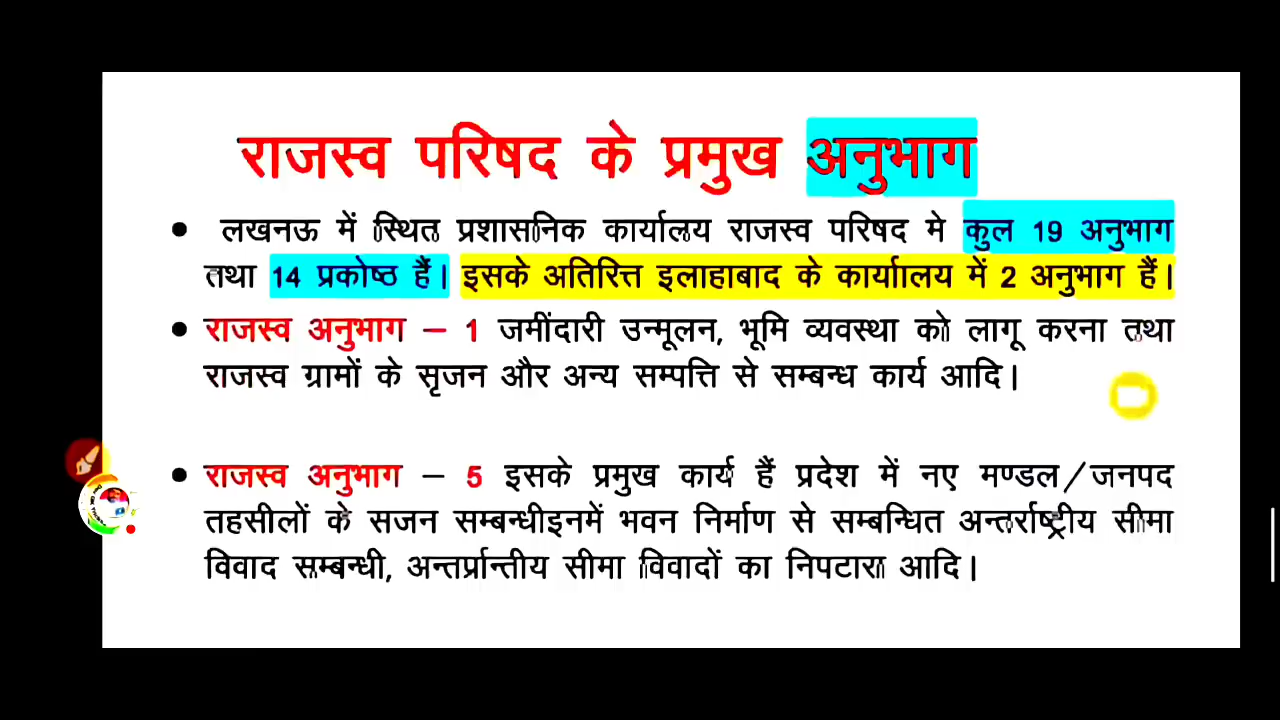 राजस्व परिषद के प्रमुख अनुभाग
• लखनऊ में स्थित प्रशासनिक कार्यालय राजस्व परिषद मे कुल 19 अनुभाग
तथा 14 प्रकोष्ठ हैं। इसके अतिरित्त इलाहाबाद के कार्याालय में 2 अनुभाग हैं।
• राजस्व अनुभाग – 1 जमींदारी उन्मूलन, भूमि व्यवस्था को लागू करना तथा
राजस्व ग्रामों के सृजन और अन्य सम्पत्ति से सम्बन्ध कार्य आदि।
• राजस्व अनुभाग – 5 इसके प्रमुख कार्य हैं प्रदेश में नए मण्डल/जनपद
तहसीलों के सजन सम्बन्धीइनमें भवन निर्माण से सम्बन्धित अन्तर्राष्ट्रीय सीमा
विवाद सम्बन्धी, अन्तर्प्रान्तीय सीमा विवादों का निपटारा आदि।